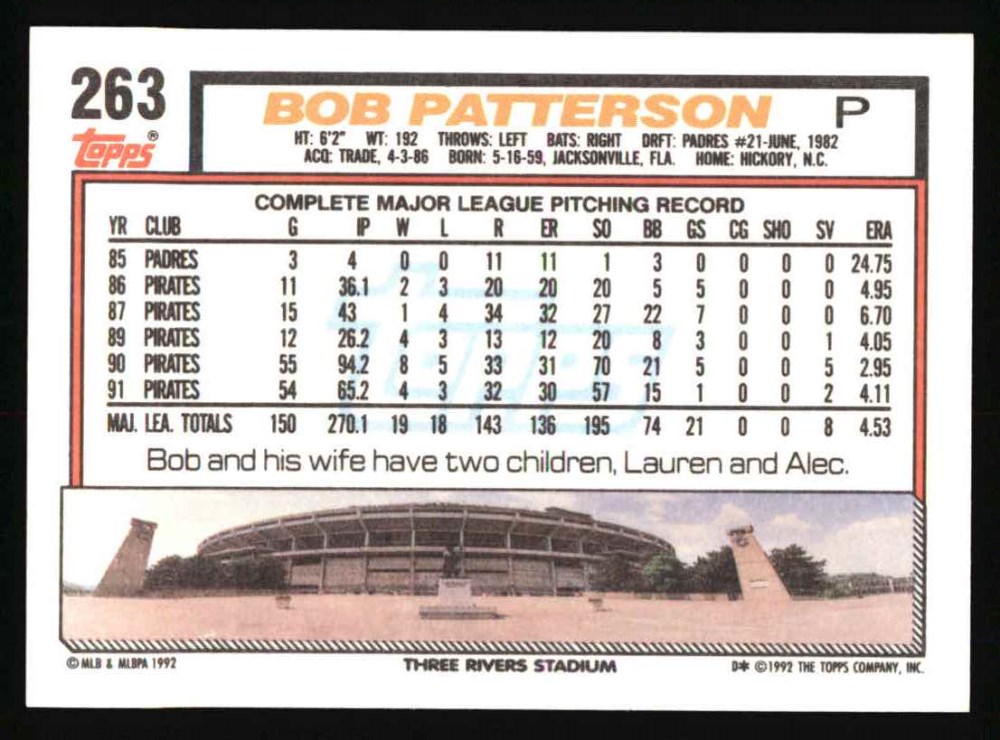 263
Topps®
BOB PATTERSON P
HT: 6'2" WT: 192 THROWS: LEFT BATS: RIGHT DRFT: PADRES #21-JUNE, 1982
ACQ: TRADE, 4-3-86 BORN: 5-16-59, JACKSONVILLE, FLA. HOME: HICKORY, N.C.
COMPLETE MAJOR LEAGUE PITCHING RECORD
YR CLUB G IP W L R ER SO BB GS CG SHO SV ERA
85 PADRES 3 4 0 0 11 11 1 3 0 0 0 0 24.75
86 PIRATES 11 36.1 2 3 20 20 20 5 5 0 0 0 4.95
87 PIRATES 15 43 1 4 34 32 27 22 7 0 0 0 6.70
89 PIRATES 12 26.2 4 3 13 12 20 8 3 0 0 1 4.05
90 PIRATES 55 94.2 8 5 33 31 70 21 5 0 0 5 2.95
91 PIRATES 54 65.2 4 3 32 30 57 15 1 0 0 2 4.11
MAJ. LEA. TOTALS 150 270.1 19 18 143 136 195 74 21 0 0 8 4.53
Topps
Bob and his wife have two children, Lauren and Alec.
© MLB & MLBPA 1992 THREE RIVERS STADIUM D* © 1992 THE TOPPS COMPANY, INC.